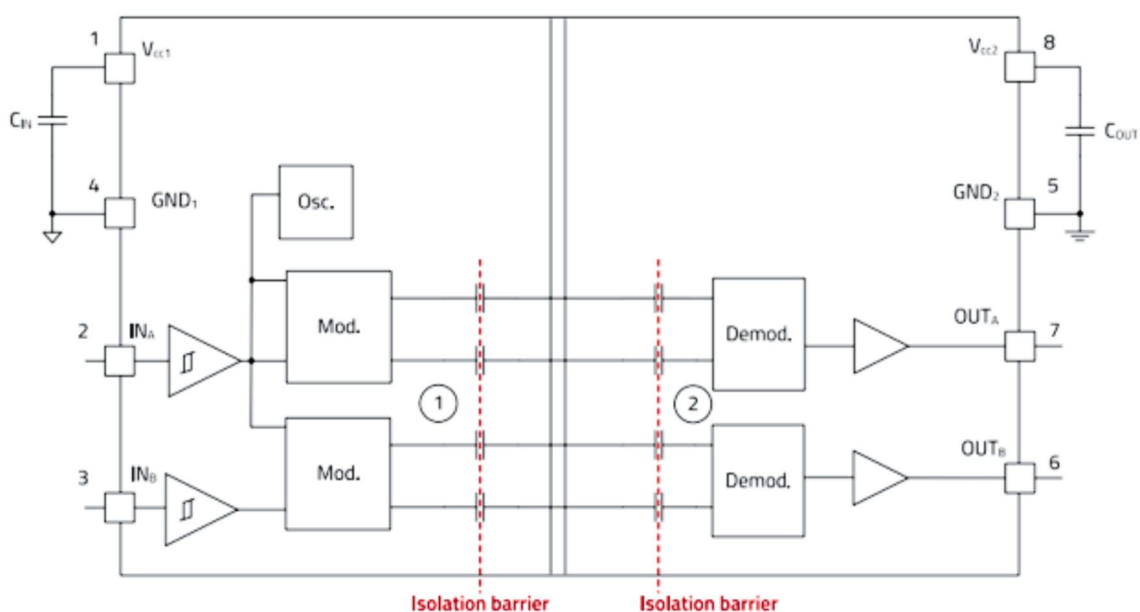 1
Vcc1
Vcc2
8
CIN
COUT
4
GND1
Osc.
GND2
5
2
INA
Mod.
Demod.
OUTA
7
1
2
3
INB
Mod.
Demod.
OUTB
6
Isolation barrier
Isolation barrier